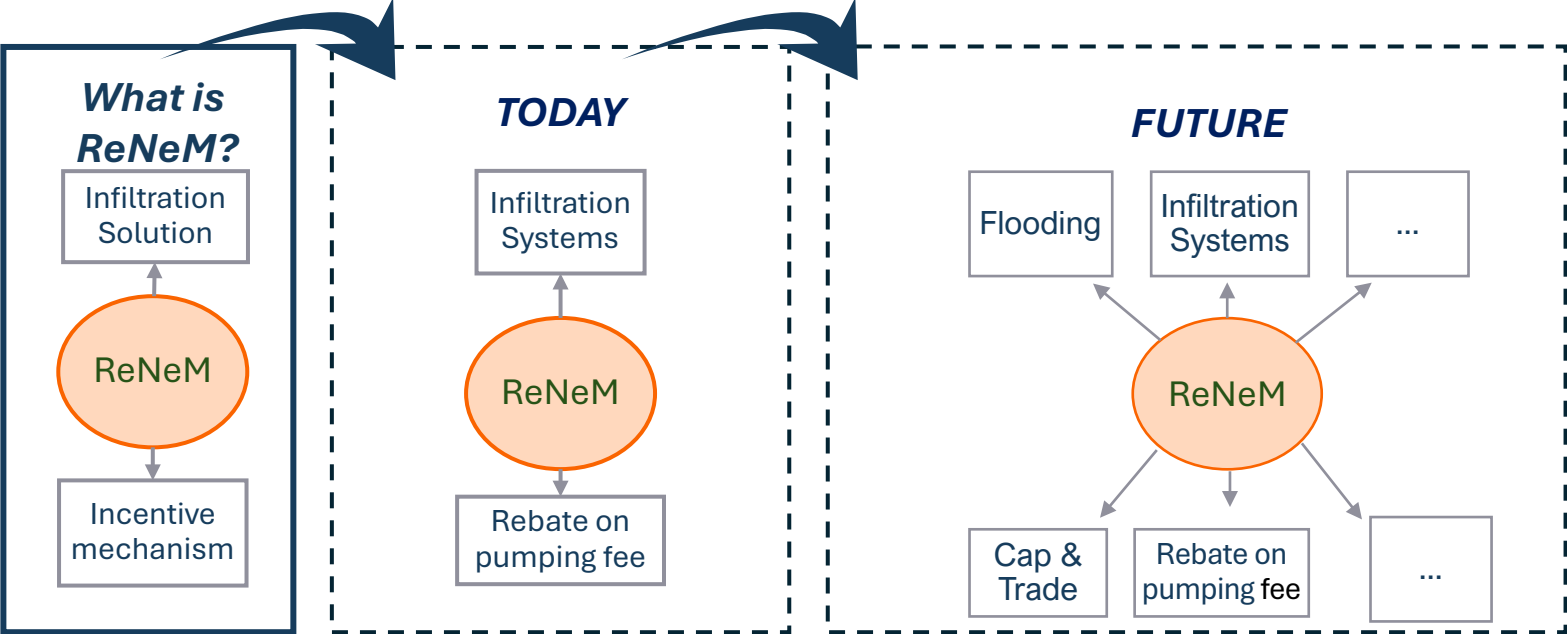 What is
ReNeM?
Infiltration
Solution
ReNeM
Incentive
mechanism
TODAY
Infiltration
Systems
ReNeM
Rebate on
pumping fee
FUTURE
Flooding
Infiltration
Systems
...
ReNeM
Cap &
Trade
Rebate on
pumping fee
...